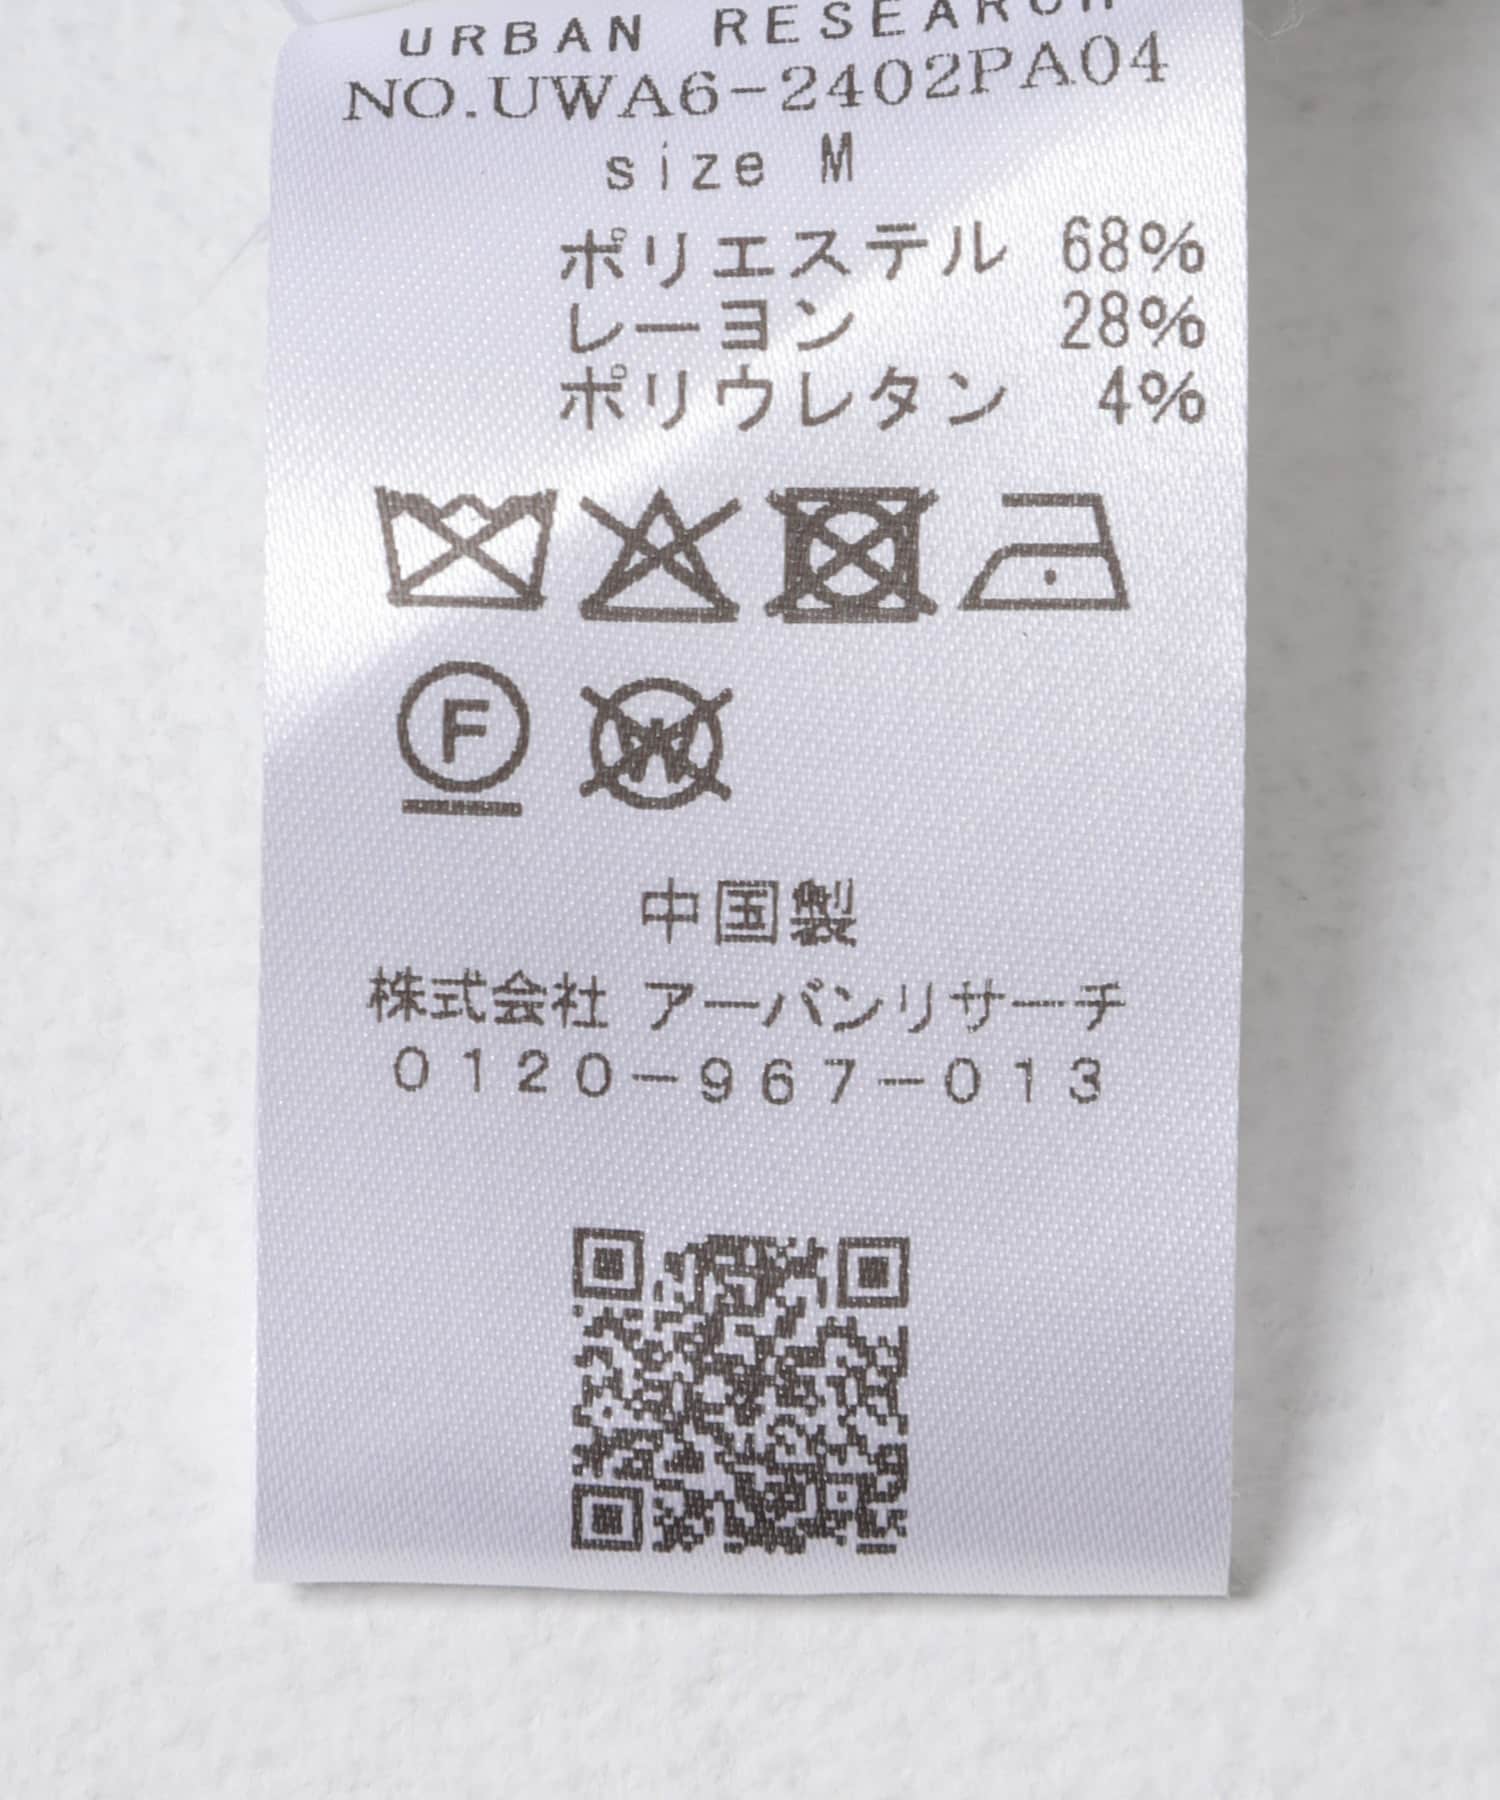 URBAN RESEARCH
NO.UWA6-2402PA04
size M
ポリエステル 68%
レーヨン 28%
ポリウレタン 4%
F
W
中国製
株式会社 アーバンリサーチ
0120-967-013